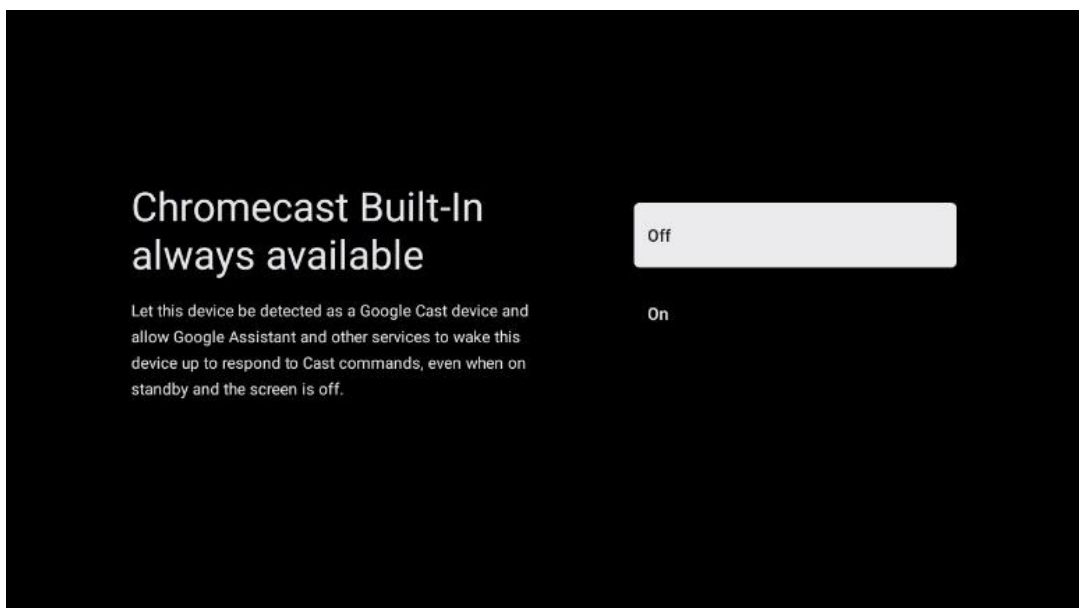 Chromecast Built-In
always available
Let this device be detected as a Google Cast device and
allow Google Assistant and other services to wake this
device up to respond to Cast commands, even when on
standby and the screen is off.
Off
On